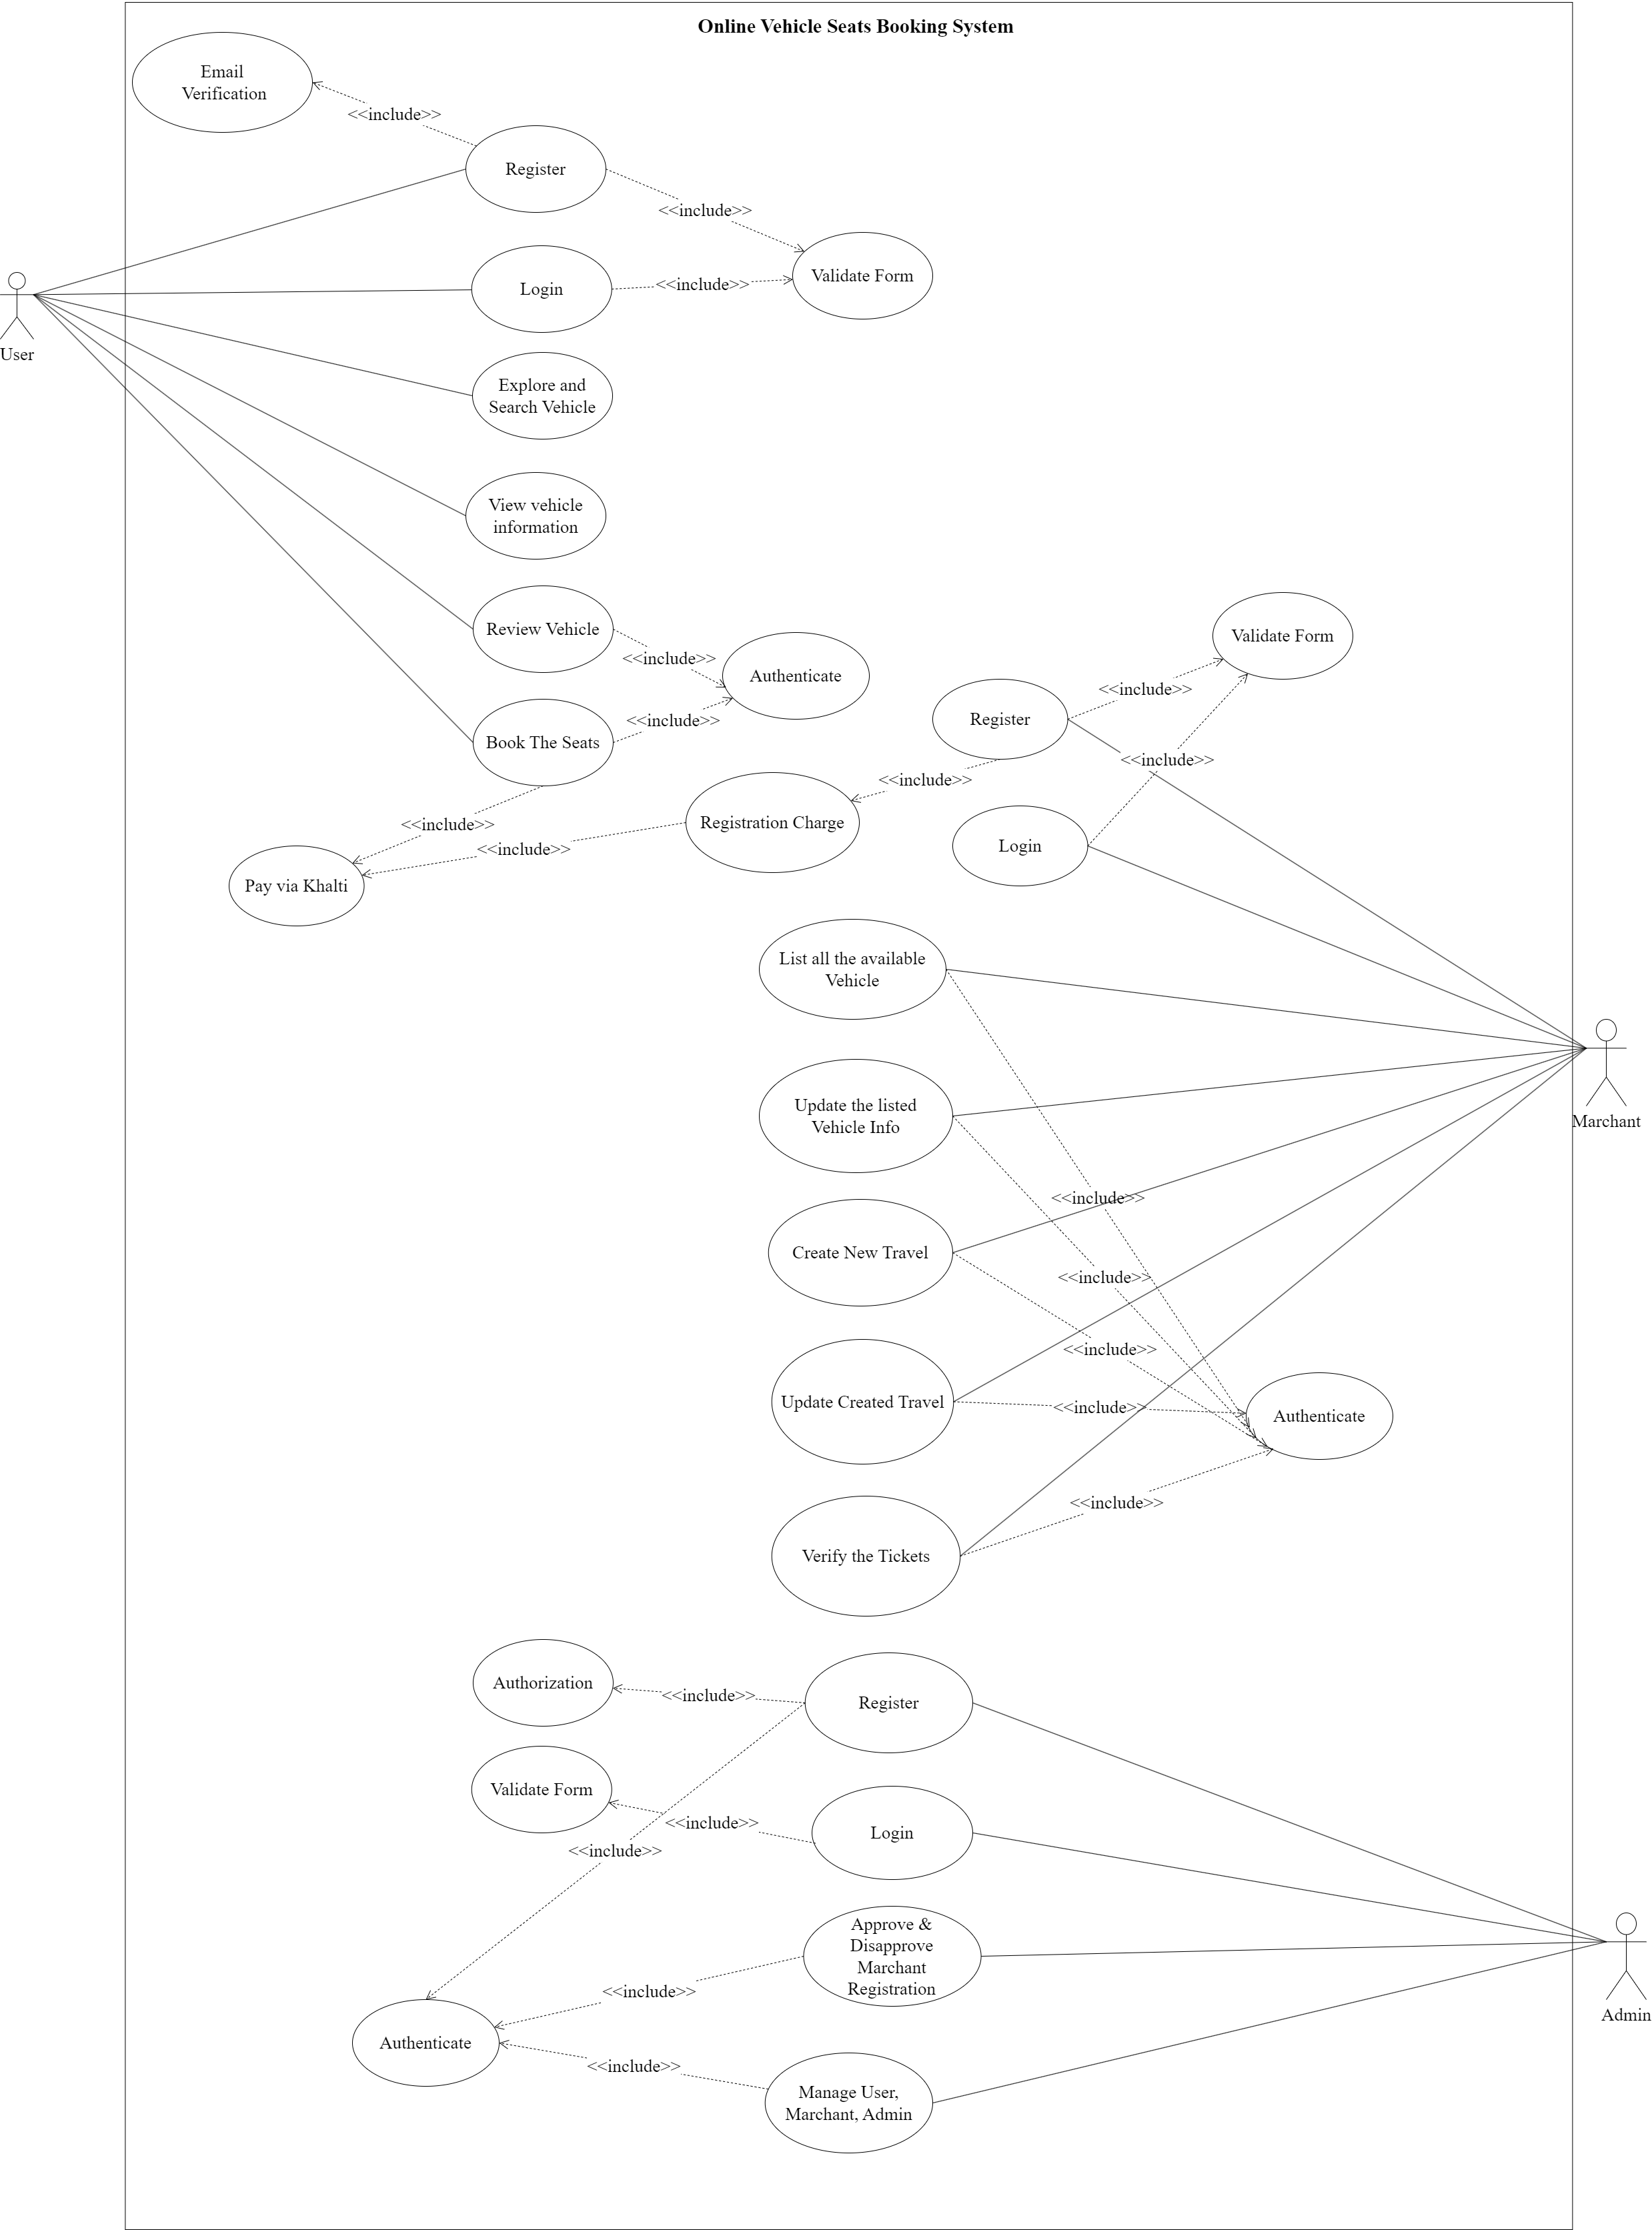 Online Vehicle Seats Booking System
Email
Verification
<<include>>
Register
<<include>>
Login
<<include>>
Validate Form
User
Explore and
Search Vehicle
View vehicle
information
Review Vehicle
<<include>>
Authenticate
<<include>>
Book The Seats
Validate Form
<<include>>
Register
<<include>>
<<include>>
Registration Charge
<<include>>
<<include>>
Login
Pay via Khalti
List all the available
Vehicle
Update the listed
Vehicle Info
Marchant
<<include>>
Create New Travel
<<include>>
<<include>>
Update Created Travel
<<include>>
Authenticate
<<include>>
Verify the Tickets
Authorization
<<include>>
Register
Validate Form
<<include>>
Login
<<include>>
Approve &
Disapprove
Marchant
Registration
<<include>>
Admin
Authenticate
<<include>>
Manage User,
Marchant, Admin